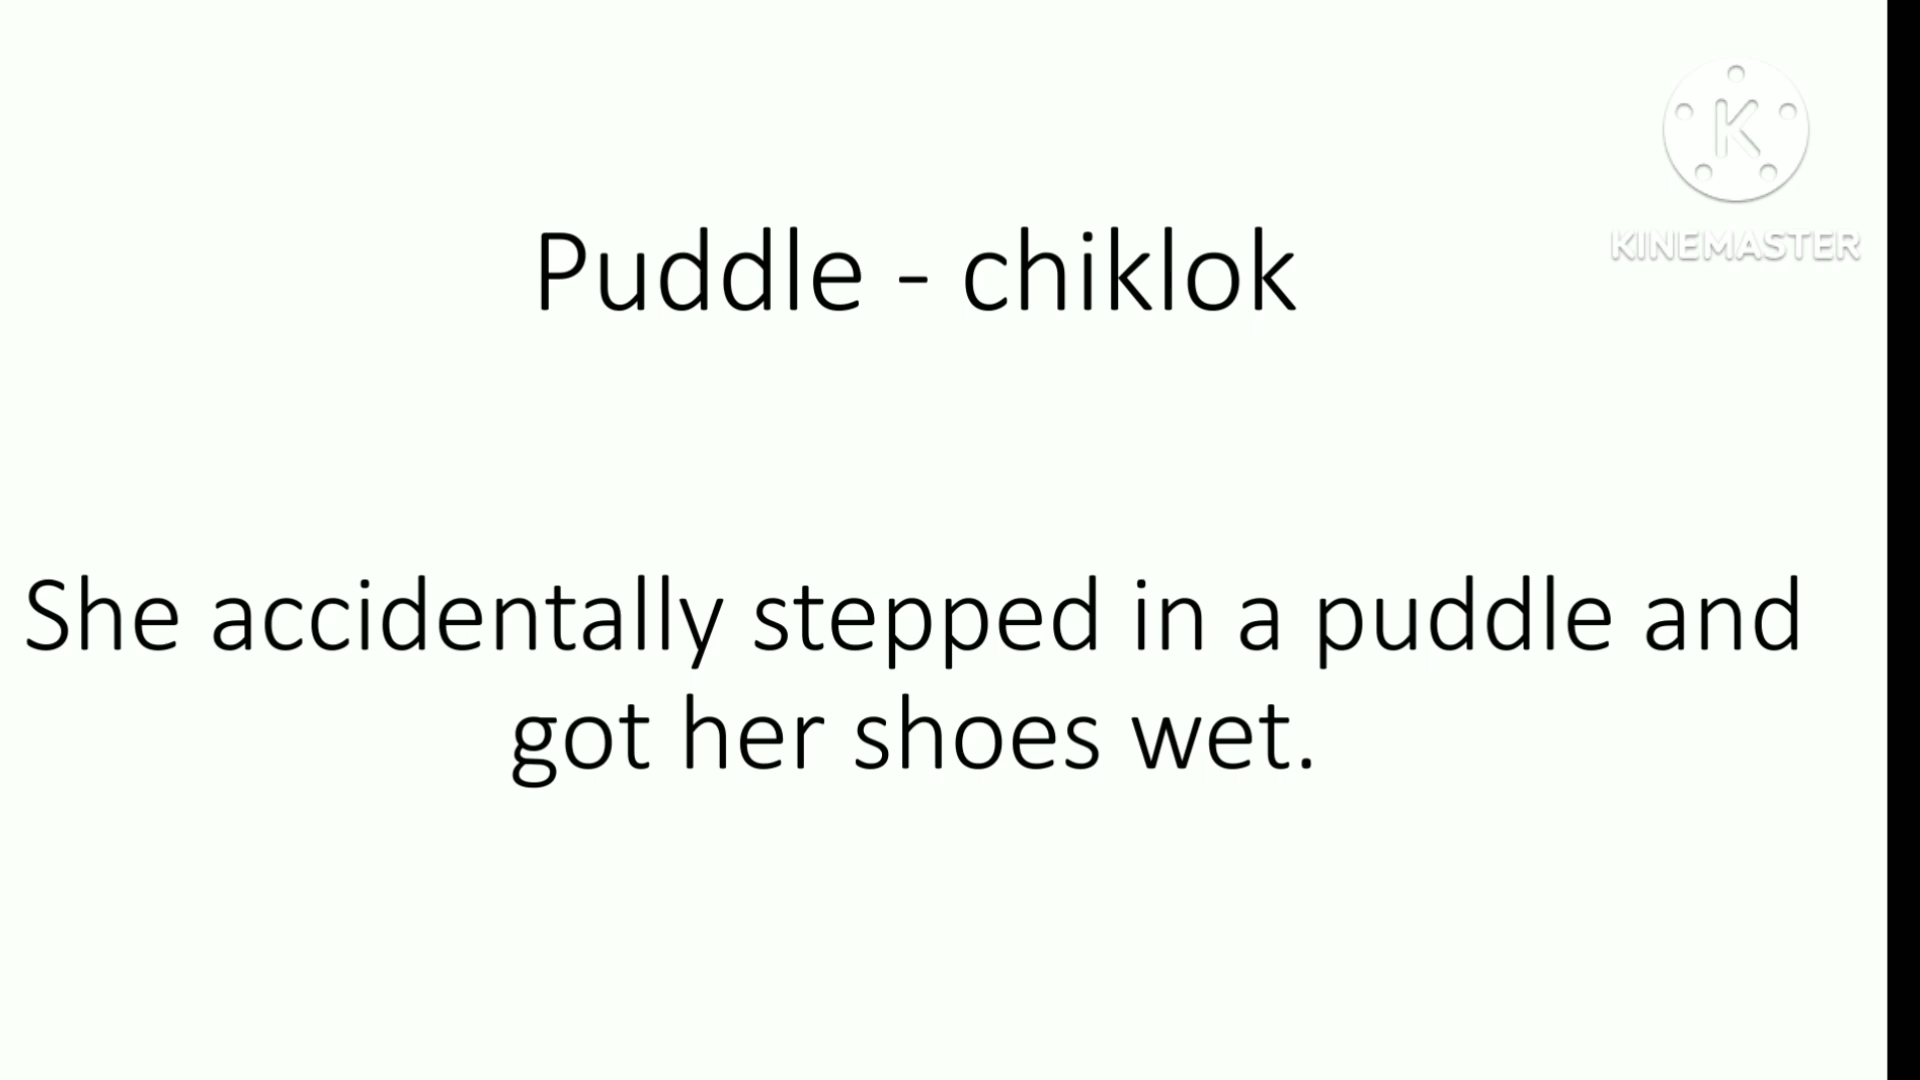 KINEMASTER
Puddle - chiklok
She accidentally stepped in a puddle and
got her shoes wet.